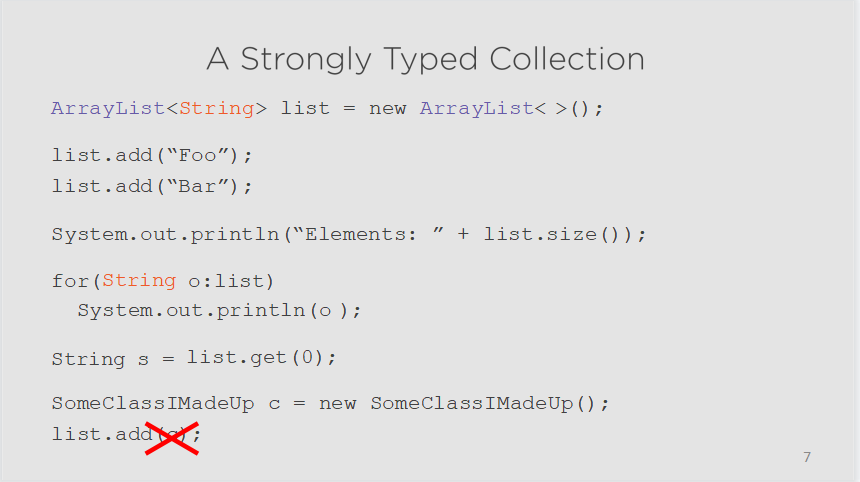 A Strongly Typed Collection
ArrayList<String> list = new ArrayList< >();
list.add(“Foo”);
list.add(“Bar”);
System.out.println(“Elements: ” + list.size());
for(String o:list)
System.out.println(o );
String s = list.get(0);
SomeClassIMadeUp c = new SomeClassIMadeUp();
list.add(c);
7